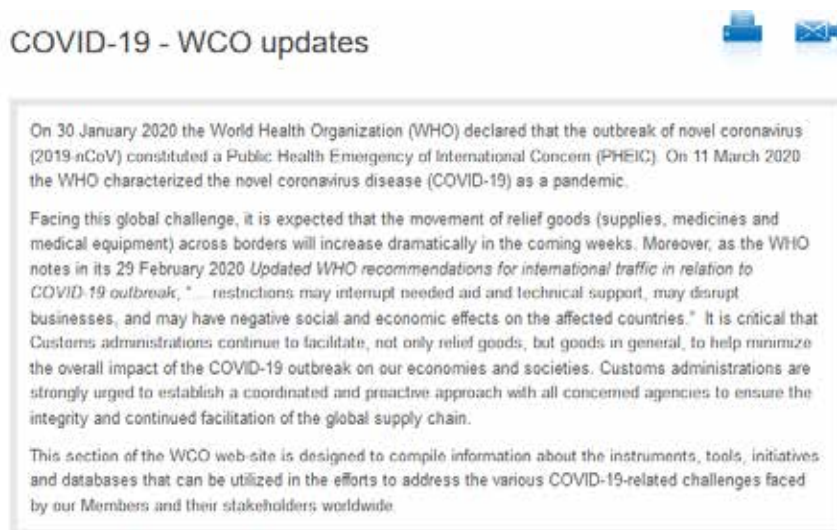 COVID-19 - WCO updates
On 30 January 2020 the World Health Organization (WHO) declared that the outbreak of novel coronavirus
(2019-nCoV) constituted a Public Health Emergency of International Concern (PHEIC). On 11 March 2020
the WHO characterized the novel coronavirus disease (COVID-19) as a pandemic.
Facing this global challenge, it is expected that the movement of relief goods (supplies, medicines and
medical equipment) across borders will increase dramatically in the coming weeks. Moreover, as the WHO
notes in its 29 February 2020 Updated WHO recommendations for international traffic in relation to
COVID-19 outbreak, "... restrictions may interrupt needed aid and technical support, may disrupt
businesses, and may have negative social and economic effects on the affected countries." It is critical that
Customs administrations continue to facilitate, not only relief goods, but goods in general, to help minimize
the overall impact of the COVID-19 outbreak on our economies and societies. Customs administrations are
strongly urged to establish a coordinated and proactive approach with all concerned agencies to ensure the
integrity and continued facilitation of the global supply chain.
This section of the WCO web-site is designed to compile information about the instruments, tools, initiatives
and databases that can be utilized in the efforts to address the various COVID-19-related challenges faced
by our Members and their stakeholders worldwide.